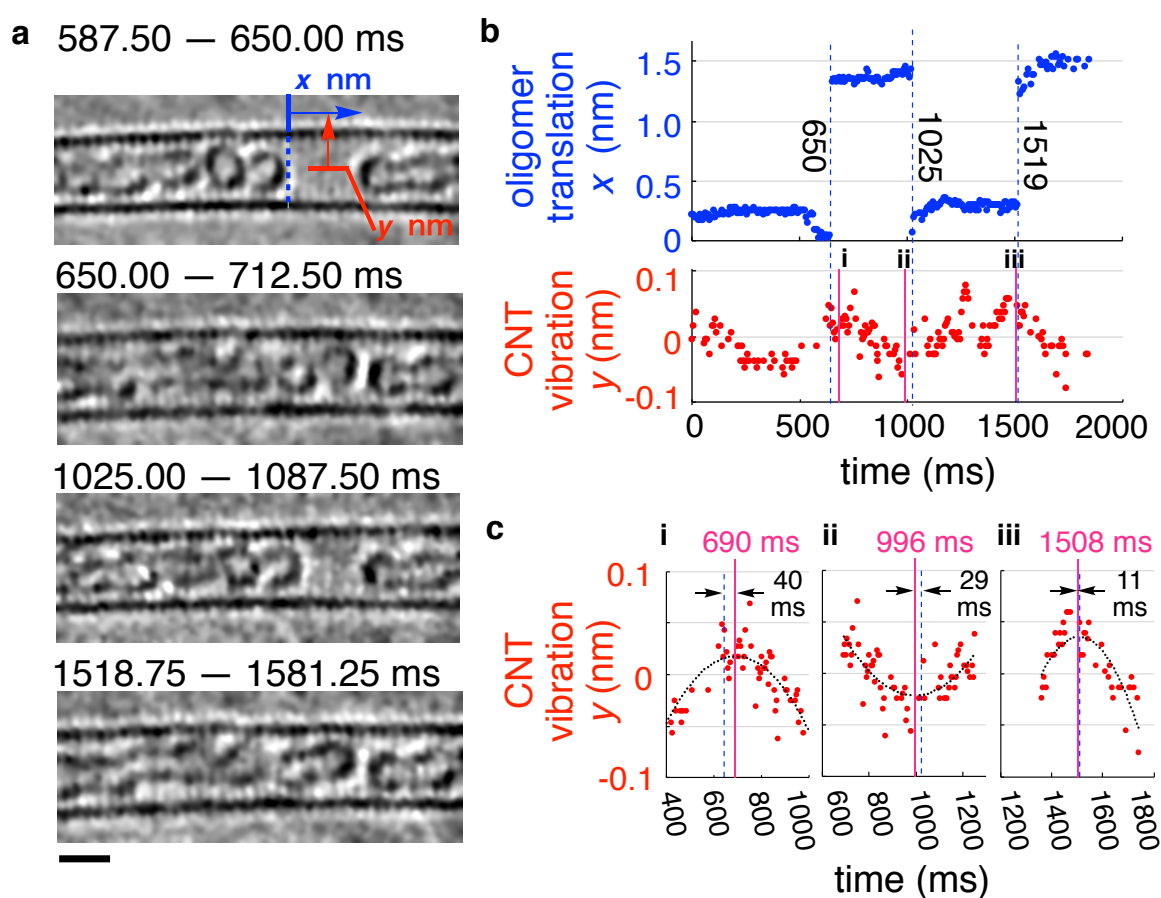 a
587.50 — 650.00 ms
x nm
y nm
650.00 — 712.50 ms
1025.00 — 1087.50 ms
1518.75 — 1581.25 ms
b
oligomer
translation
x (nm)
1.5
1.0
0.5
0
650
1025
1519
CNT
vibration
y (nm)
0.1
0
-0.1
i
ii
iii
0
500
1000
1500
2000
time (ms)
c
i
690 ms
ii
996 ms
iii
1508 ms
40
ms
29
ms
11
ms
CNT
vibration
y (nm)
0.1
0
-0.1
400
600
800
1000
600
800
1000
1200
1200
1400
1600
1800
time (ms)